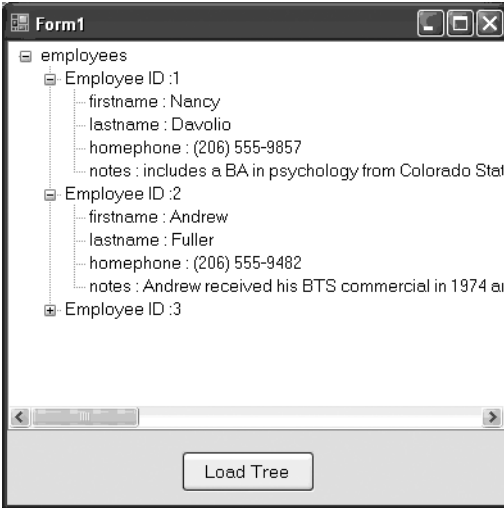 Form1
employees
Employee ID :1
firstname : Nancy
lastname : Davolio
homephone : (206) 555-9857
notes : includes a BA in psychology from Colorado Stat
Employee ID :2
firstname : Andrew
lastname : Fuller
homephone : (206) 555-9482
notes : Andrew received his BTS commercial in 1974 a
Employee ID :3
Load Tree